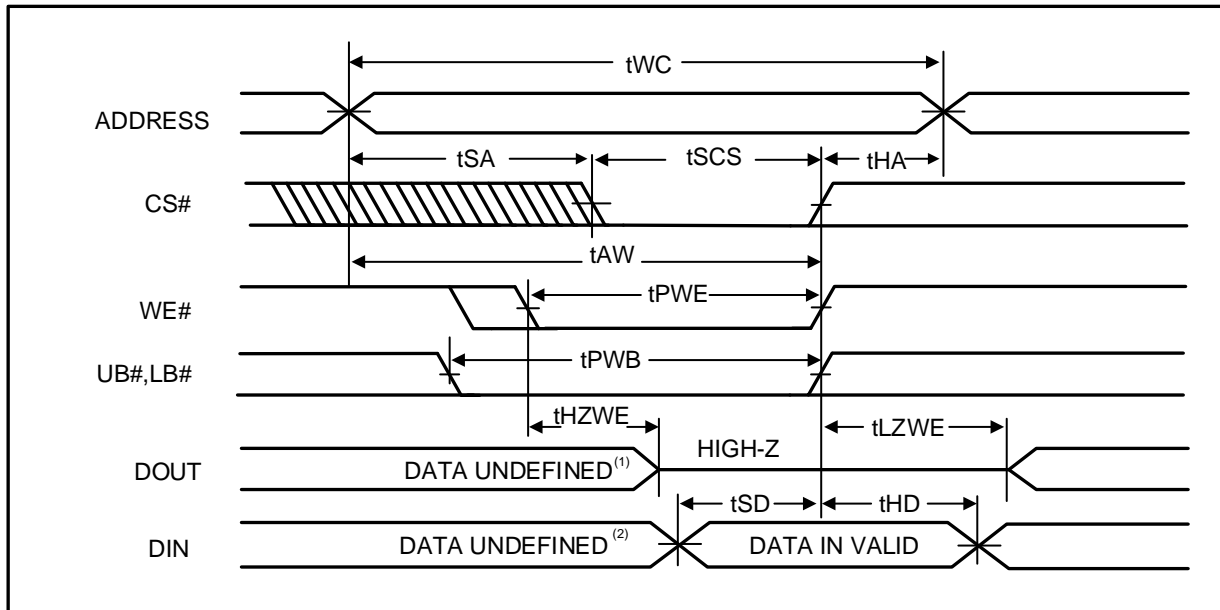 tWC
ADDRESS
tSA
tSCS
tHA
CS#
tAW
WE#
tPWE
UB#,LB#
tPWB
tHZWE
tLZWE
DOUT
DATA UNDEFINED(1)
HIGH-Z
tSD
tHD
DIN
DATA UNDEFINED(2)
DATA IN VALID